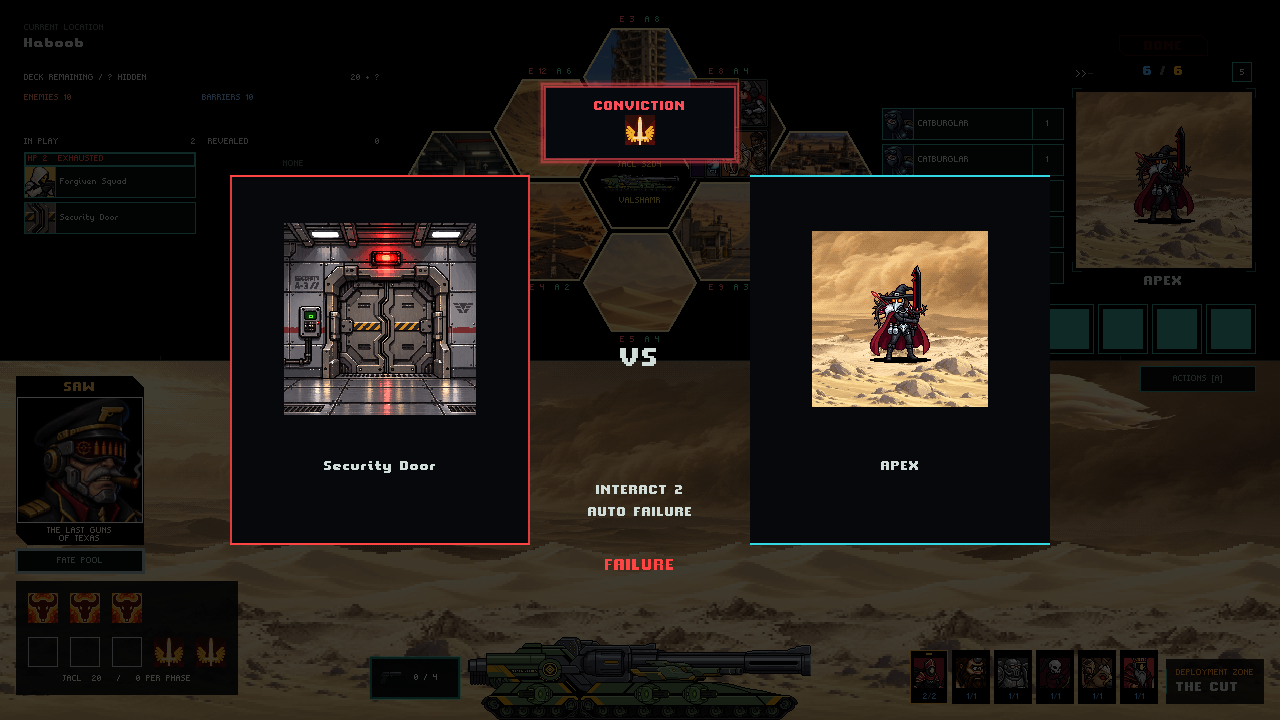 CURRENT LOCATION
Haboob
DECK REMAINING / ? HIDDEN
20 + ?
ENEMIES 10
BARRIERS 10
IN PLAY
2
REVEALED
0
HP 2 EXHAUSTED
NONE
Forgiven Squad
Security Door
E 3 A 8
E 12 A 6
E 8 A 4
CONVICTION
VALSHAMR
E 4 A 2
E 9 A 3
E 5 A 4
6 / 6
5
CATBURGLAR
1
CATBURGLAR
1
APEX
ACTIONS [A]
SECURITY
A-3 //
Security Door
VS
INTERACT 2
AUTO FAILURE
FAILURE
APEX
SAW
THE LAST GUNS
OF TEXAS
FATE POOL
TACL 20 / 0 PER PHASE
0 / 4
2/2
1/1
1/1
1/1
1/1
1/1
DEPLOYMENT ZONE
THE CUT